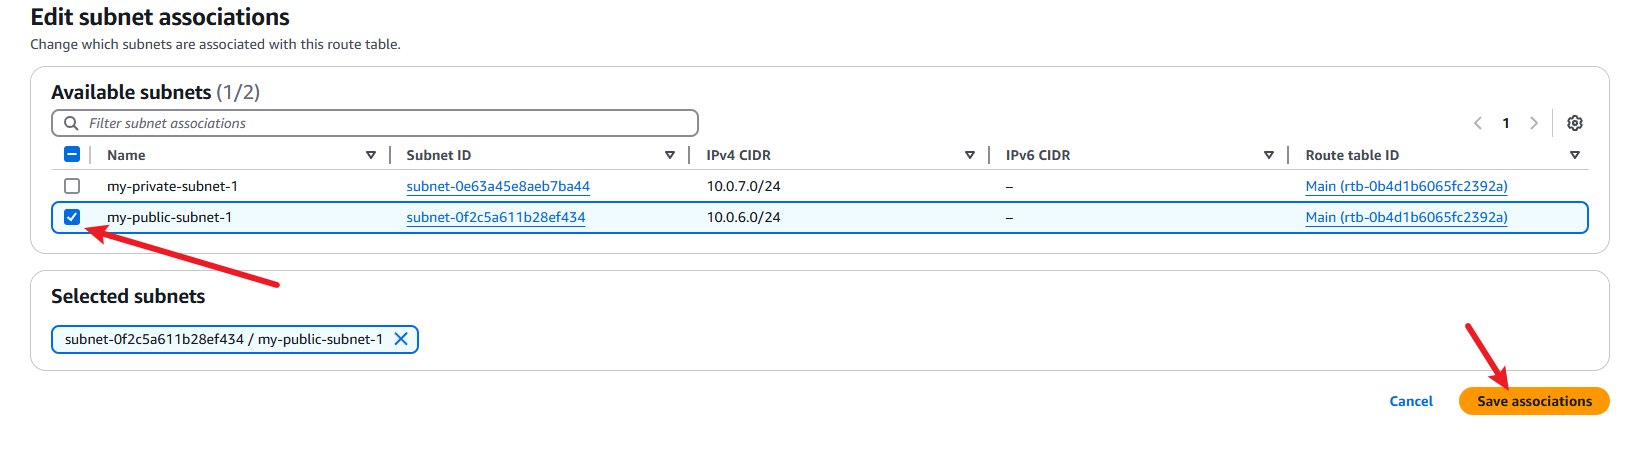 Edit subnet associations
Change which subnets are associated with this route table.
Available subnets (1/2)
Filter subnet associations
1
Name Subnet ID IPv4 CIDR IPv6 CIDR Route table ID
my-private-subnet-1 subnet-0e63a45e8aeb7ba44 10.0.7.0/24 – Main (rtb-0b4d1b6065fc2392a)
my-public-subnet-1 subnet-0f2c5a611b28ef434 10.0.6.0/24 – Main (rtb-0b4d1b6065fc2392a)
Selected subnets
subnet-0f2c5a611b28ef434 / my-public-subnet-1
Cancel Save associations